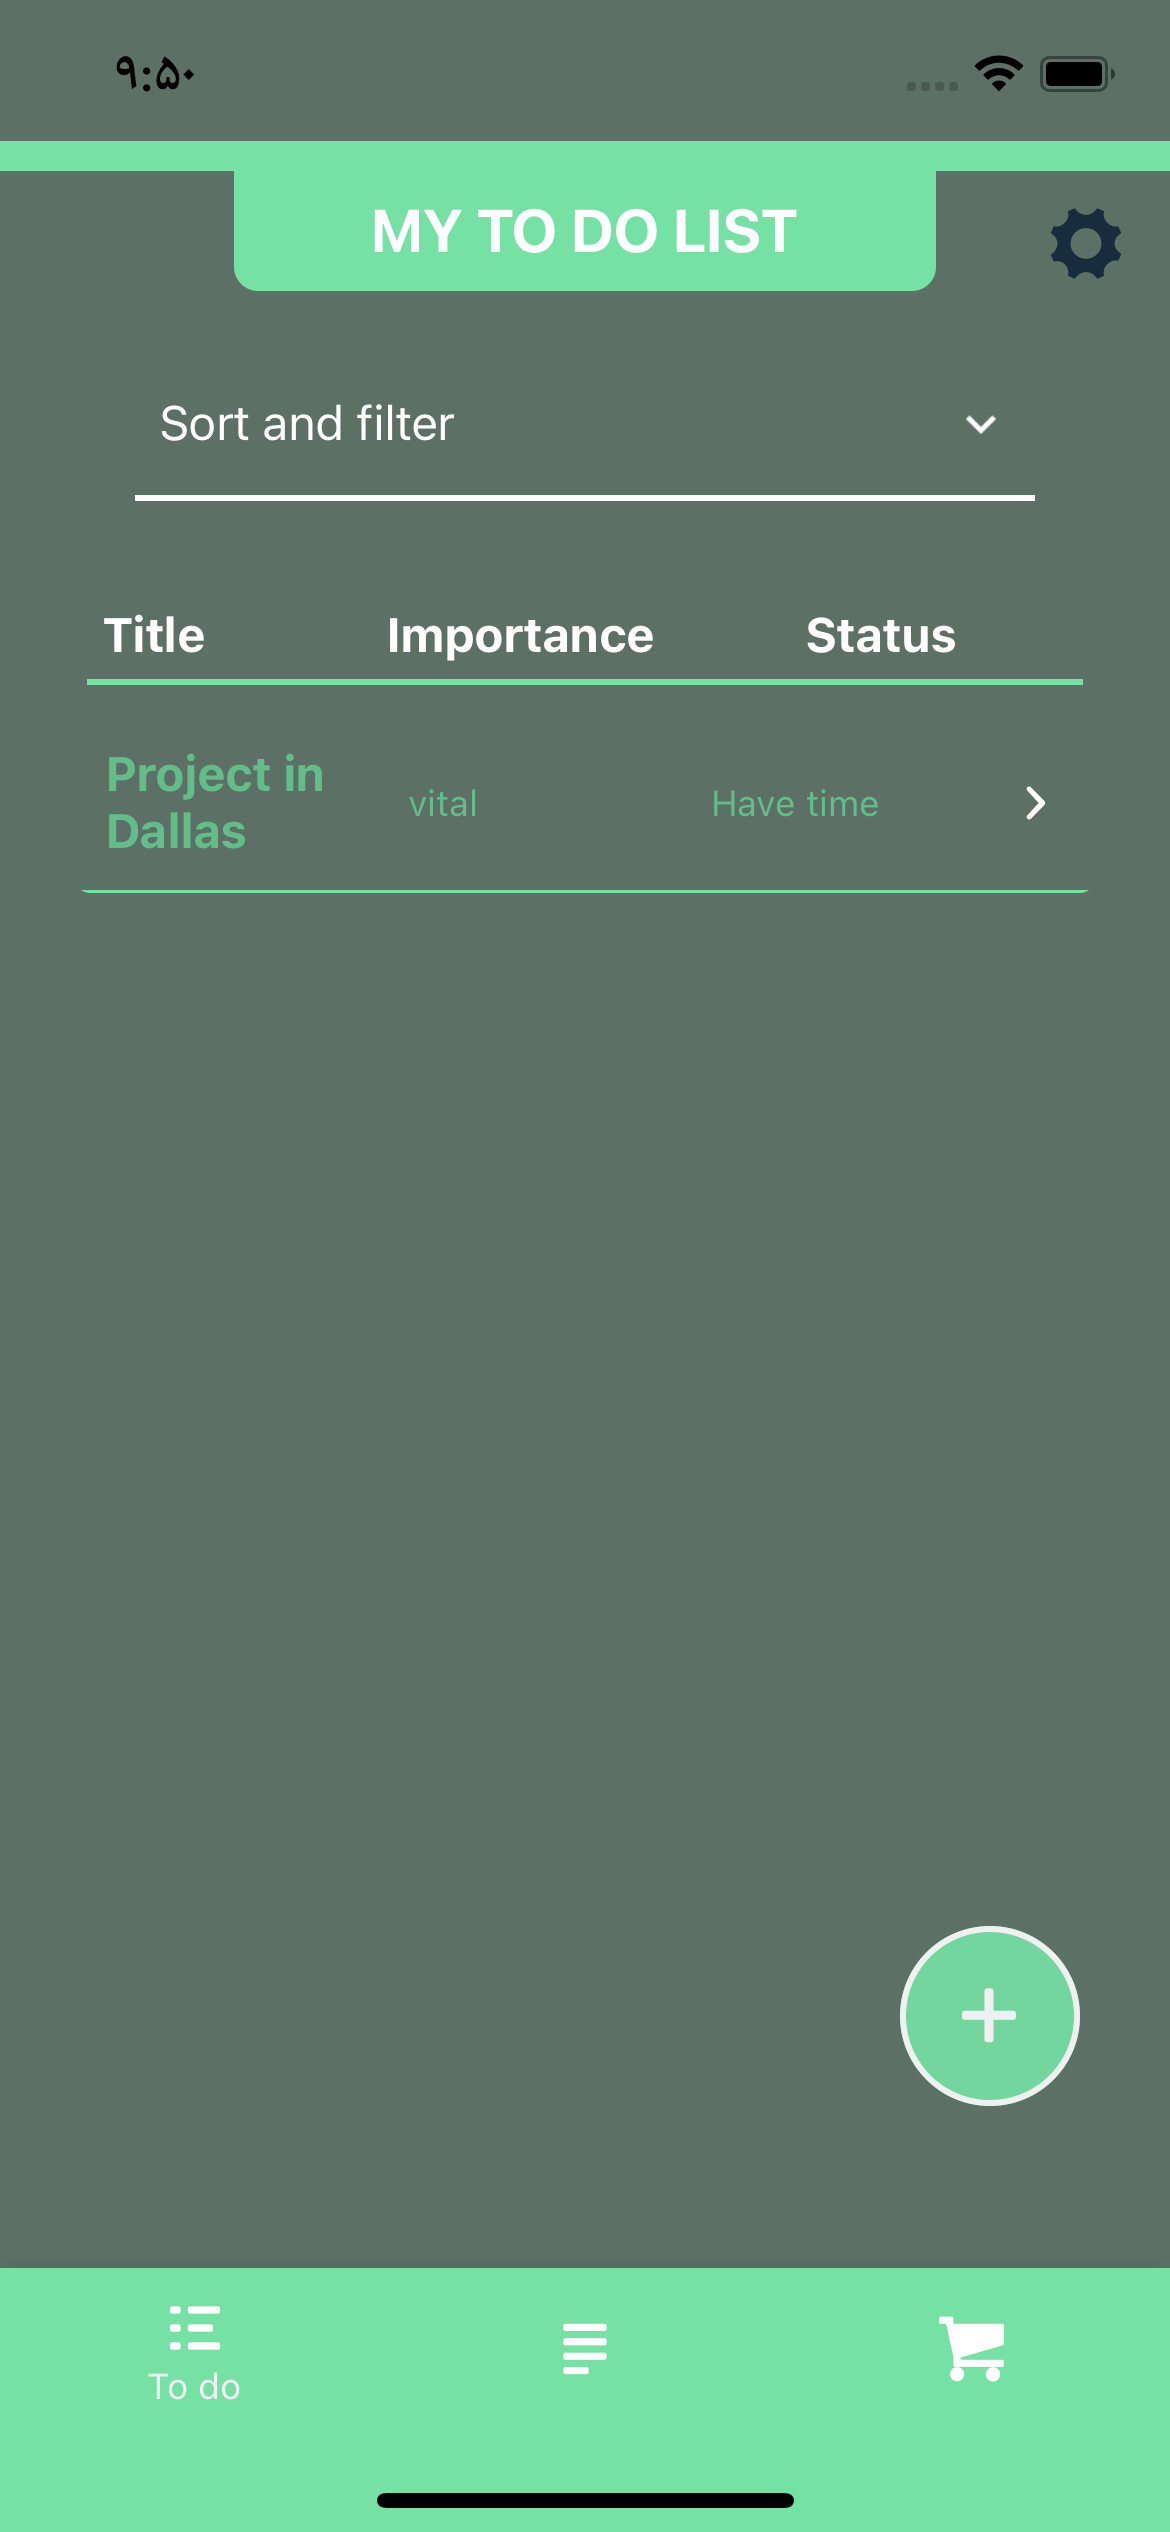 ۹:۵۰
MY TO DO LIST
Sort and filter
Title Importance Status
Project in
Dallas
vital Have time
To do